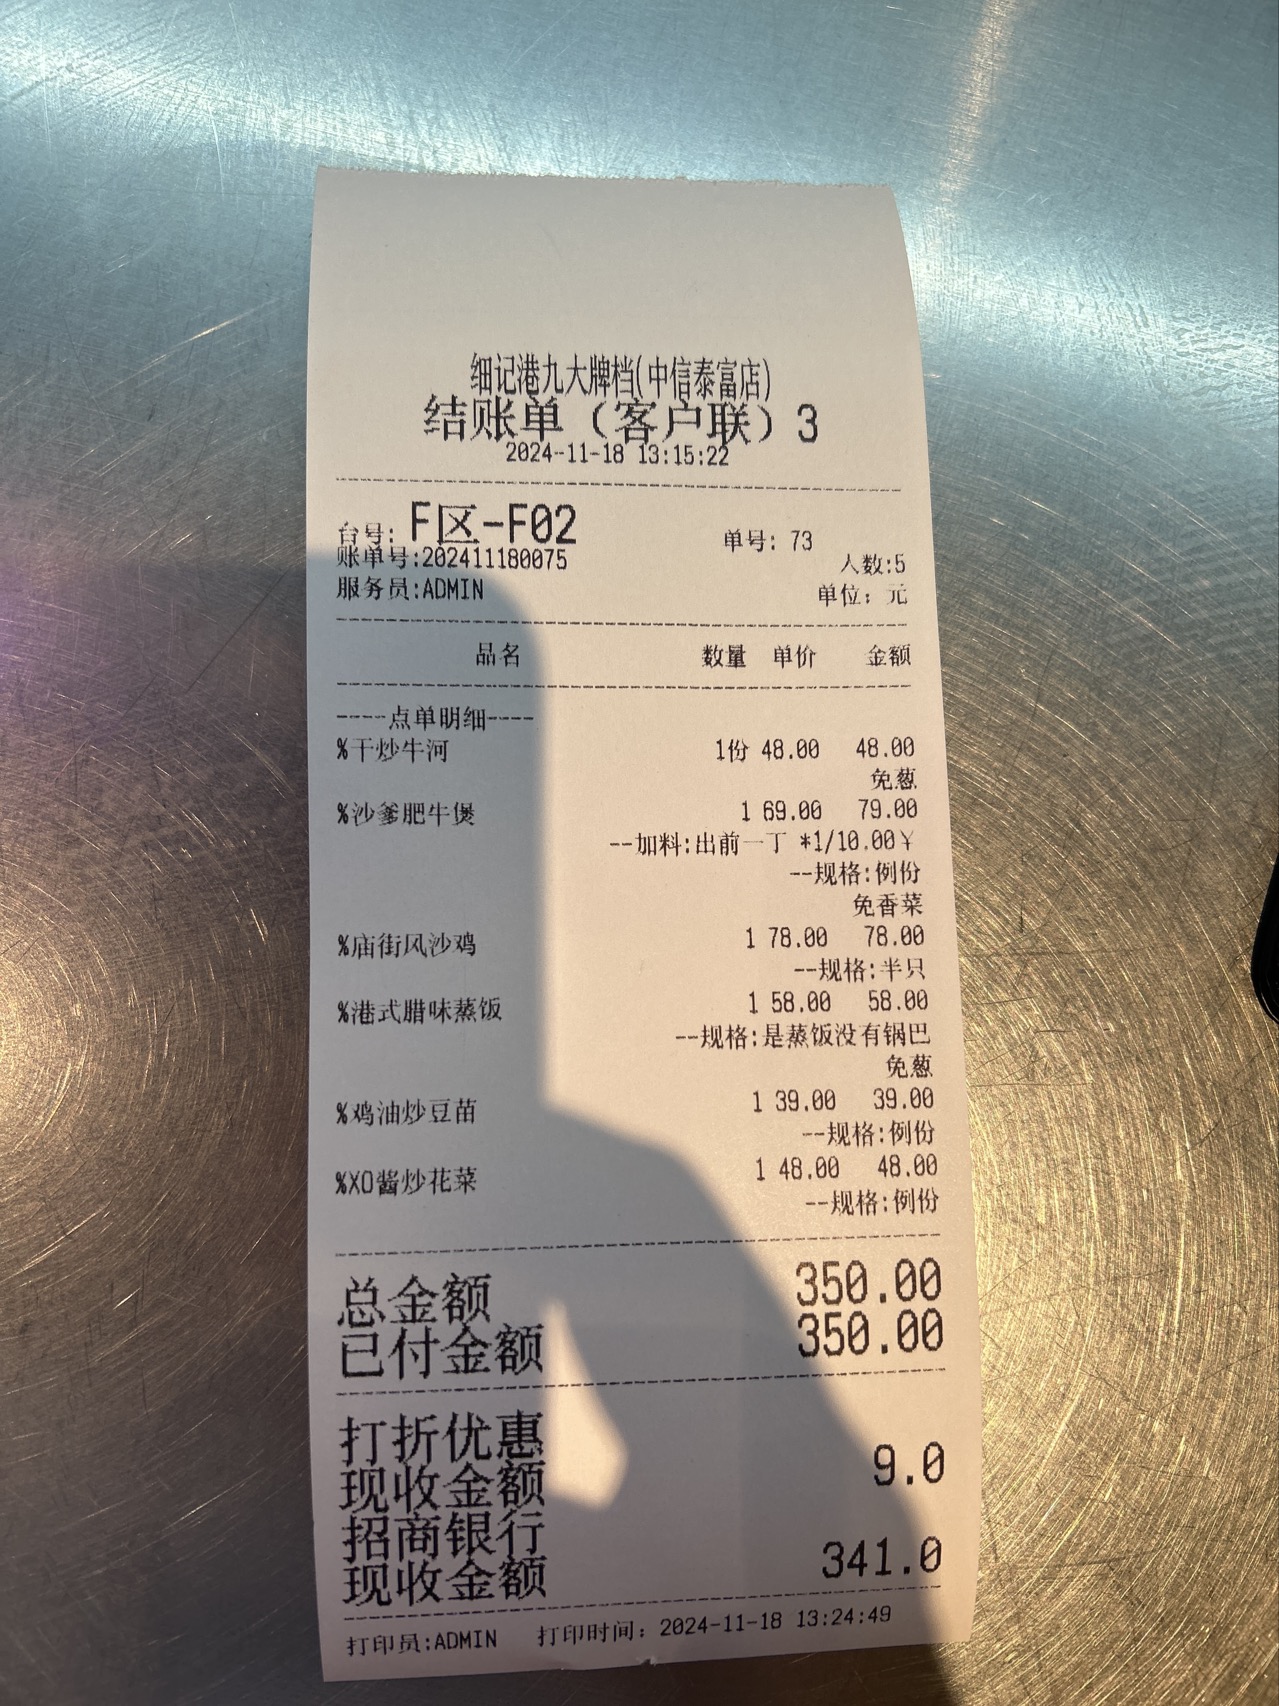 细记港九大牌档(中信泰富店)
结账单（客户联）3
2024-11-18 13:15:22
台号: F区-F02 单号: 73
账单号:202411180075 人数:5
服务员:ADMIN 单位: 元
品名 数量 单价 金额
----点单明细----
%干炒牛河 1份 48.00 48.00
免葱
%沙爹肥牛煲 1 69.00 79.00
--加料:出前一丁 *1/10.00¥
--规格:例份
免香菜
%庙街风沙鸡 1 78.00 78.00
--规格:半只
%港式腊味蒸饭 1 58.00 58.00
--规格:是蒸饭没有锅巴
免葱
%鸡油炒豆苗 1 39.00 39.00
--规格:例份
%XO酱炒花菜 1 48.00 48.00
--规格:例份
总金额 350.00
已付金额 350.00
打折优惠
现收金额 9.0
招商银行
现收金额 341.0
打印员:ADMIN 打印时间: 2024-11-18 13:24:49